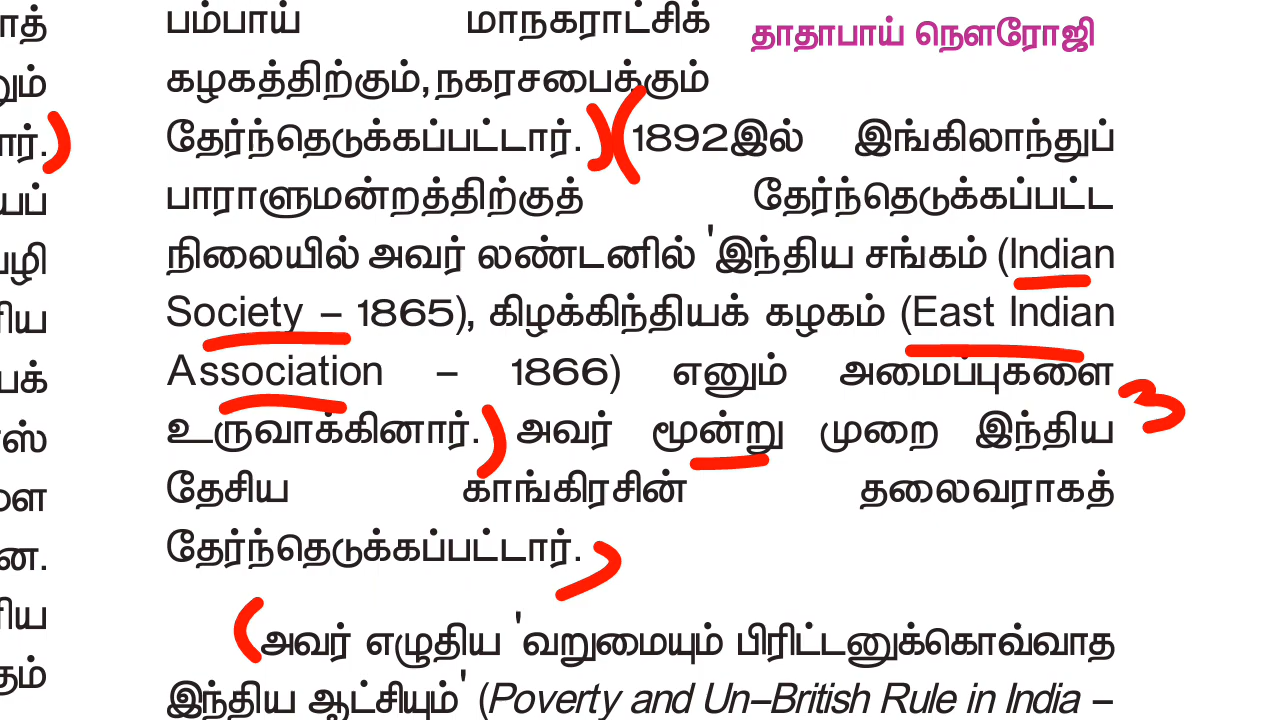 பம்பாய் மாநகராட்சிக்
கழகத்திற்கும், நகரசபைக்கும்
தேர்ந்தெடுக்கப்பட்டார். 1892இல் இங்கிலாந்துப்
பாராளுமன்றத்திற்குத் தேர்ந்தெடுக்கப்பட்ட
நிலையில் அவர் லண்டனில் 'இந்திய சங்கம் (Indian
Society – 1865), கிழக்கிந்தியக் கழகம் (East Indian
Association – 1866) எனும் அமைப்புகளை
உருவாக்கினார். அவர் மூன்று முறை இந்திய
தேசிய காங்கிரசின் தலைவராகத்
தேர்ந்தெடுக்கப்பட்டார்.
அவர் எழுதிய 'வறுமையும் பிரிட்டனுக்கொவ்வாத
இந்திய ஆட்சியும்' (Poverty and Un–British Rule in India –
தாதாபாய் நௌரோஜி
3